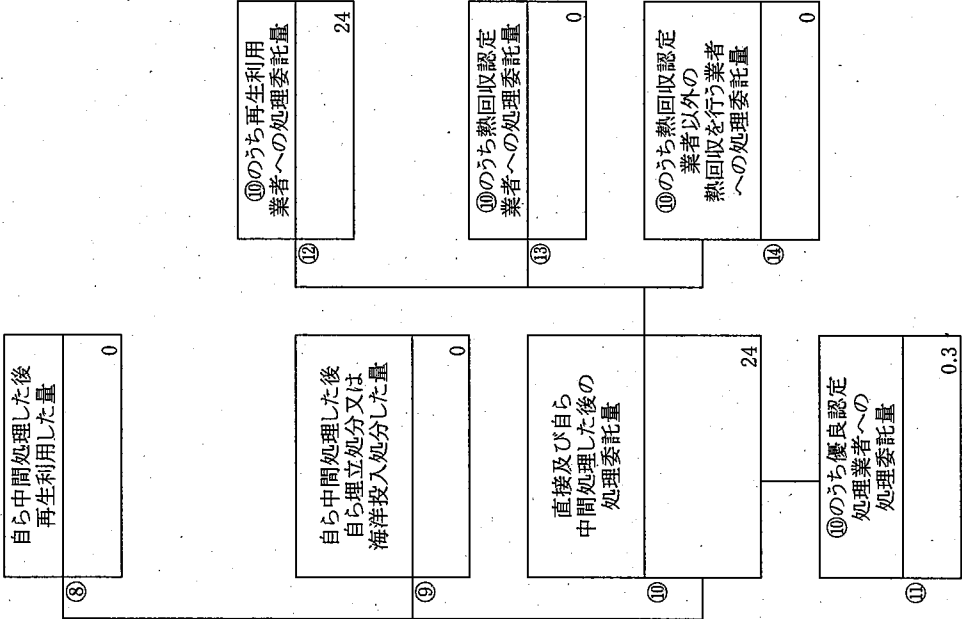 ⑧
自ら中間処理した後
再生利用した量
0
⑨
自ら中間処理した後
自ら埋立処分又は
海洋投入処分した量
0
⑩
直接及び自ら
中間処理した後の
処理委託量
24
⑪
⑩のうち優良認定
処理業者への
処理委託量
0.3
⑫
⑩のうち再生利用
業者への処理委託量
24
⑬
⑩のうち熱回収認定
業者への処理委託量
0
⑭
⑩のうち熱回収認定
業者以外の
熱回収を行う業者
への処理委託量
0